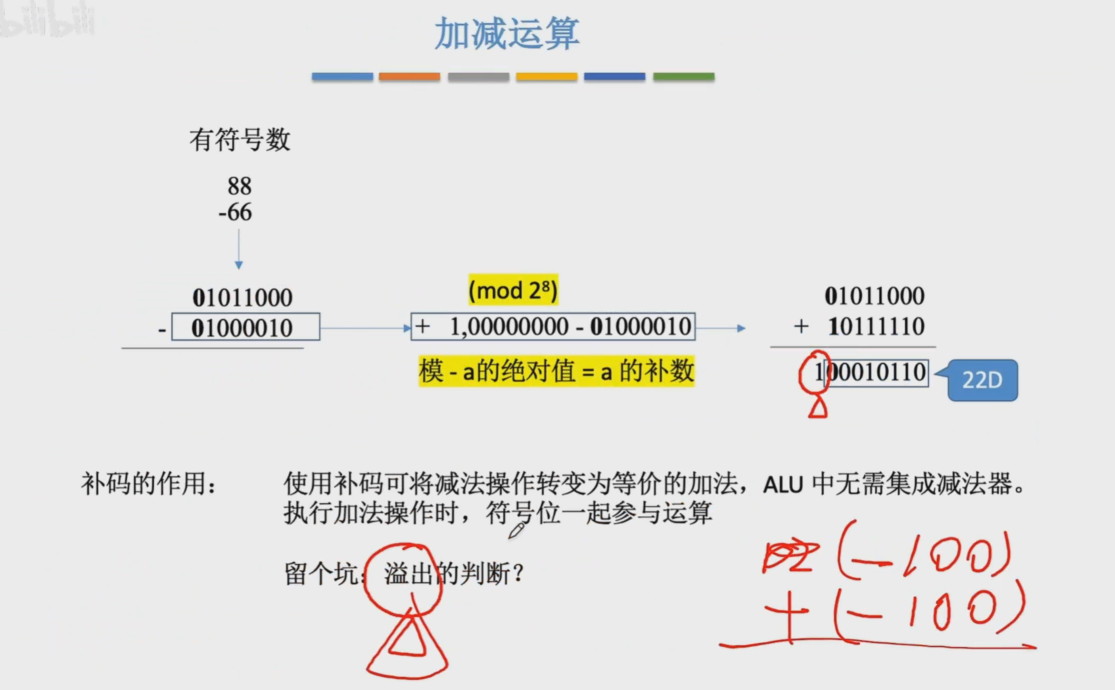 bilibili
加减运算
有符号数
88
-66
01011000
- 01000010
(mod 2⁸)
+ 1,00000000 - 01000010
模 - a的绝对值 = a 的补数
01011000
+ 10111110
100010110
22D
补码的作用：
使用补码可将减法操作转变为等价的加法，ALU 中无需集成减法器。
执行加法操作时，符号位一起参与运算
留个坑：溢出的判断？
(-100)
+(-100)